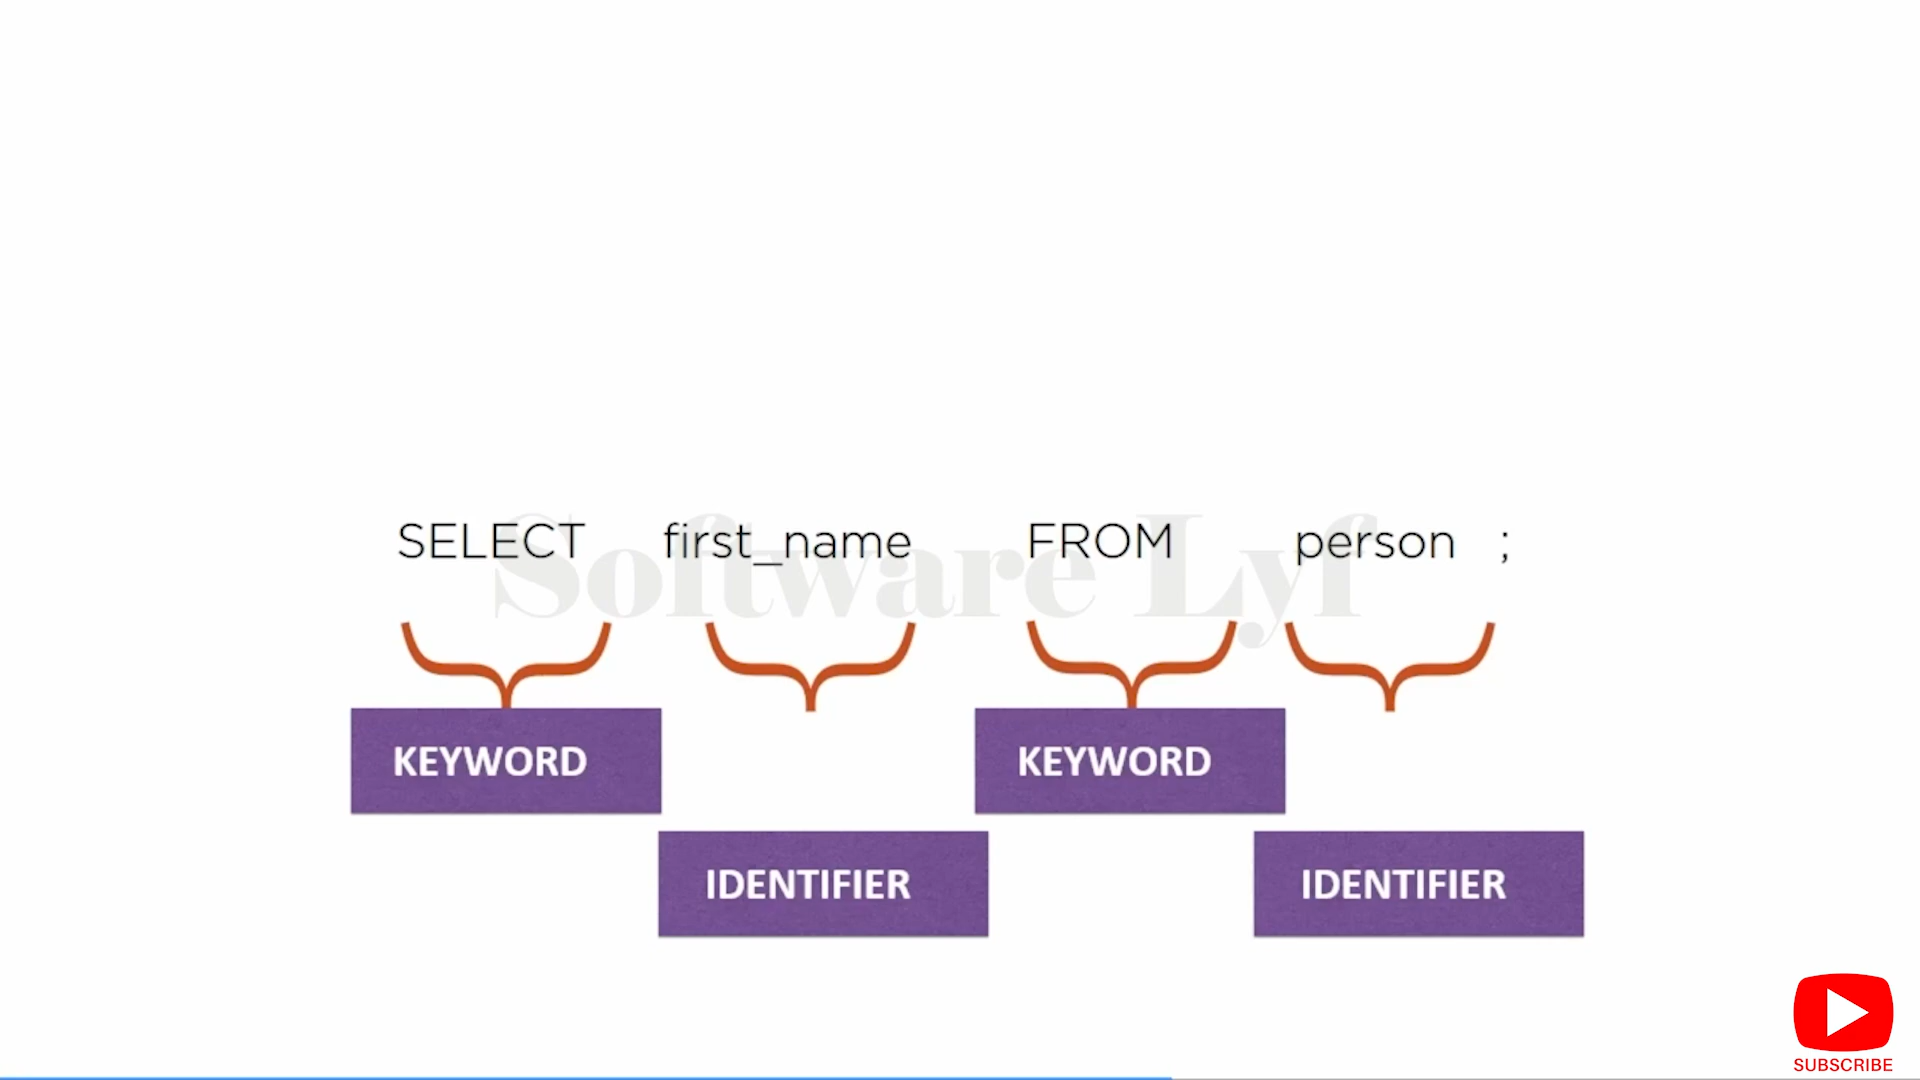 SELECT first_name FROM person ;
Software Lyf
KEYWORD KEYWORD
IDENTIFIER IDENTIFIER
SUBSCRIBE